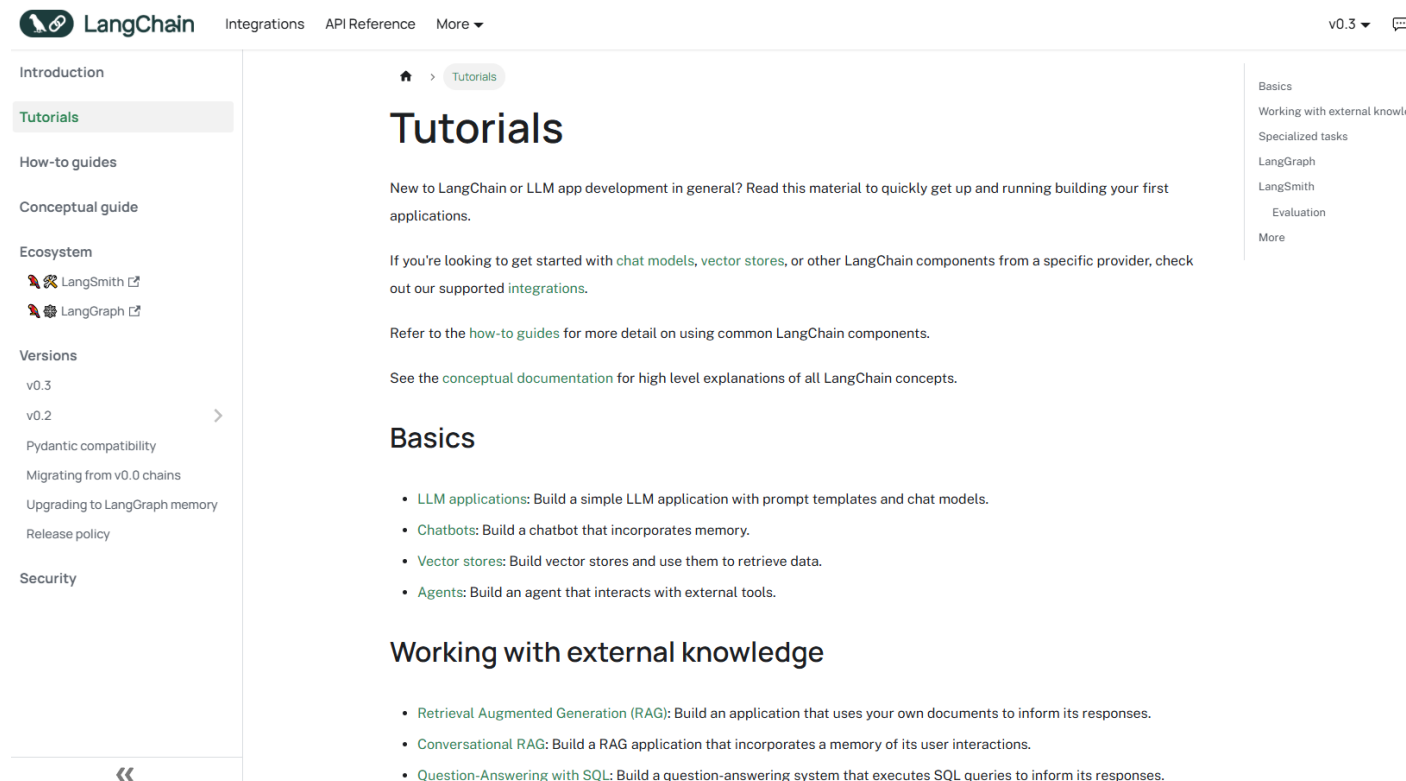 LangChain
Integrations
API Reference
More
v0.3
Introduction
Tutorials
How-to guides
Conceptual guide
Ecosystem
LangSmith
LangGraph
Versions
v0.3
v0.2
Pydantic compatibility
Migrating from v0.0 chains
Upgrading to LangGraph memory
Release policy
Security
Tutorials
Tutorials
New to LangChain or LLM app development in general? Read this material to quickly get up and running building your first
applications.
If you're looking to get started with chat models, vector stores, or other LangChain components from a specific provider, check
out our supported integrations.
Refer to the how-to guides for more detail on using common LangChain components.
See the conceptual documentation for high level explanations of all LangChain concepts.
Basics
• LLM applications: Build a simple LLM application with prompt templates and chat models.
• Chatbots: Build a chatbot that incorporates memory.
• Vector stores: Build vector stores and use them to retrieve data.
• Agents: Build an agent that interacts with external tools.
Working with external knowledge
• Retrieval Augmented Generation (RAG): Build an application that uses your own documents to inform its responses.
• Conversational RAG: Build a RAG application that incorporates a memory of its user interactions.
• Question-Answering with SQL: Build a question-answering system that executes SQL queries to inform its responses.
Basics
Working with external
Specialized tasks
LangGraph
LangSmith
Evaluation
More